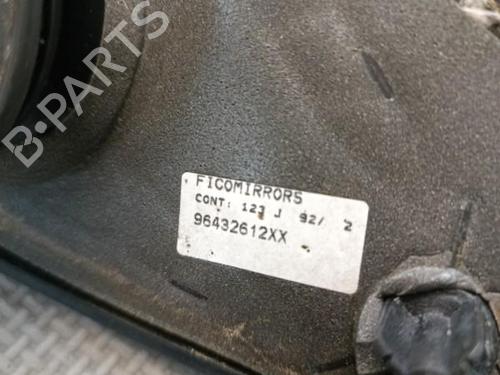 B-PARTS
FICOMIRRORS
CONT: 123 J 92/ 2
96432612XX